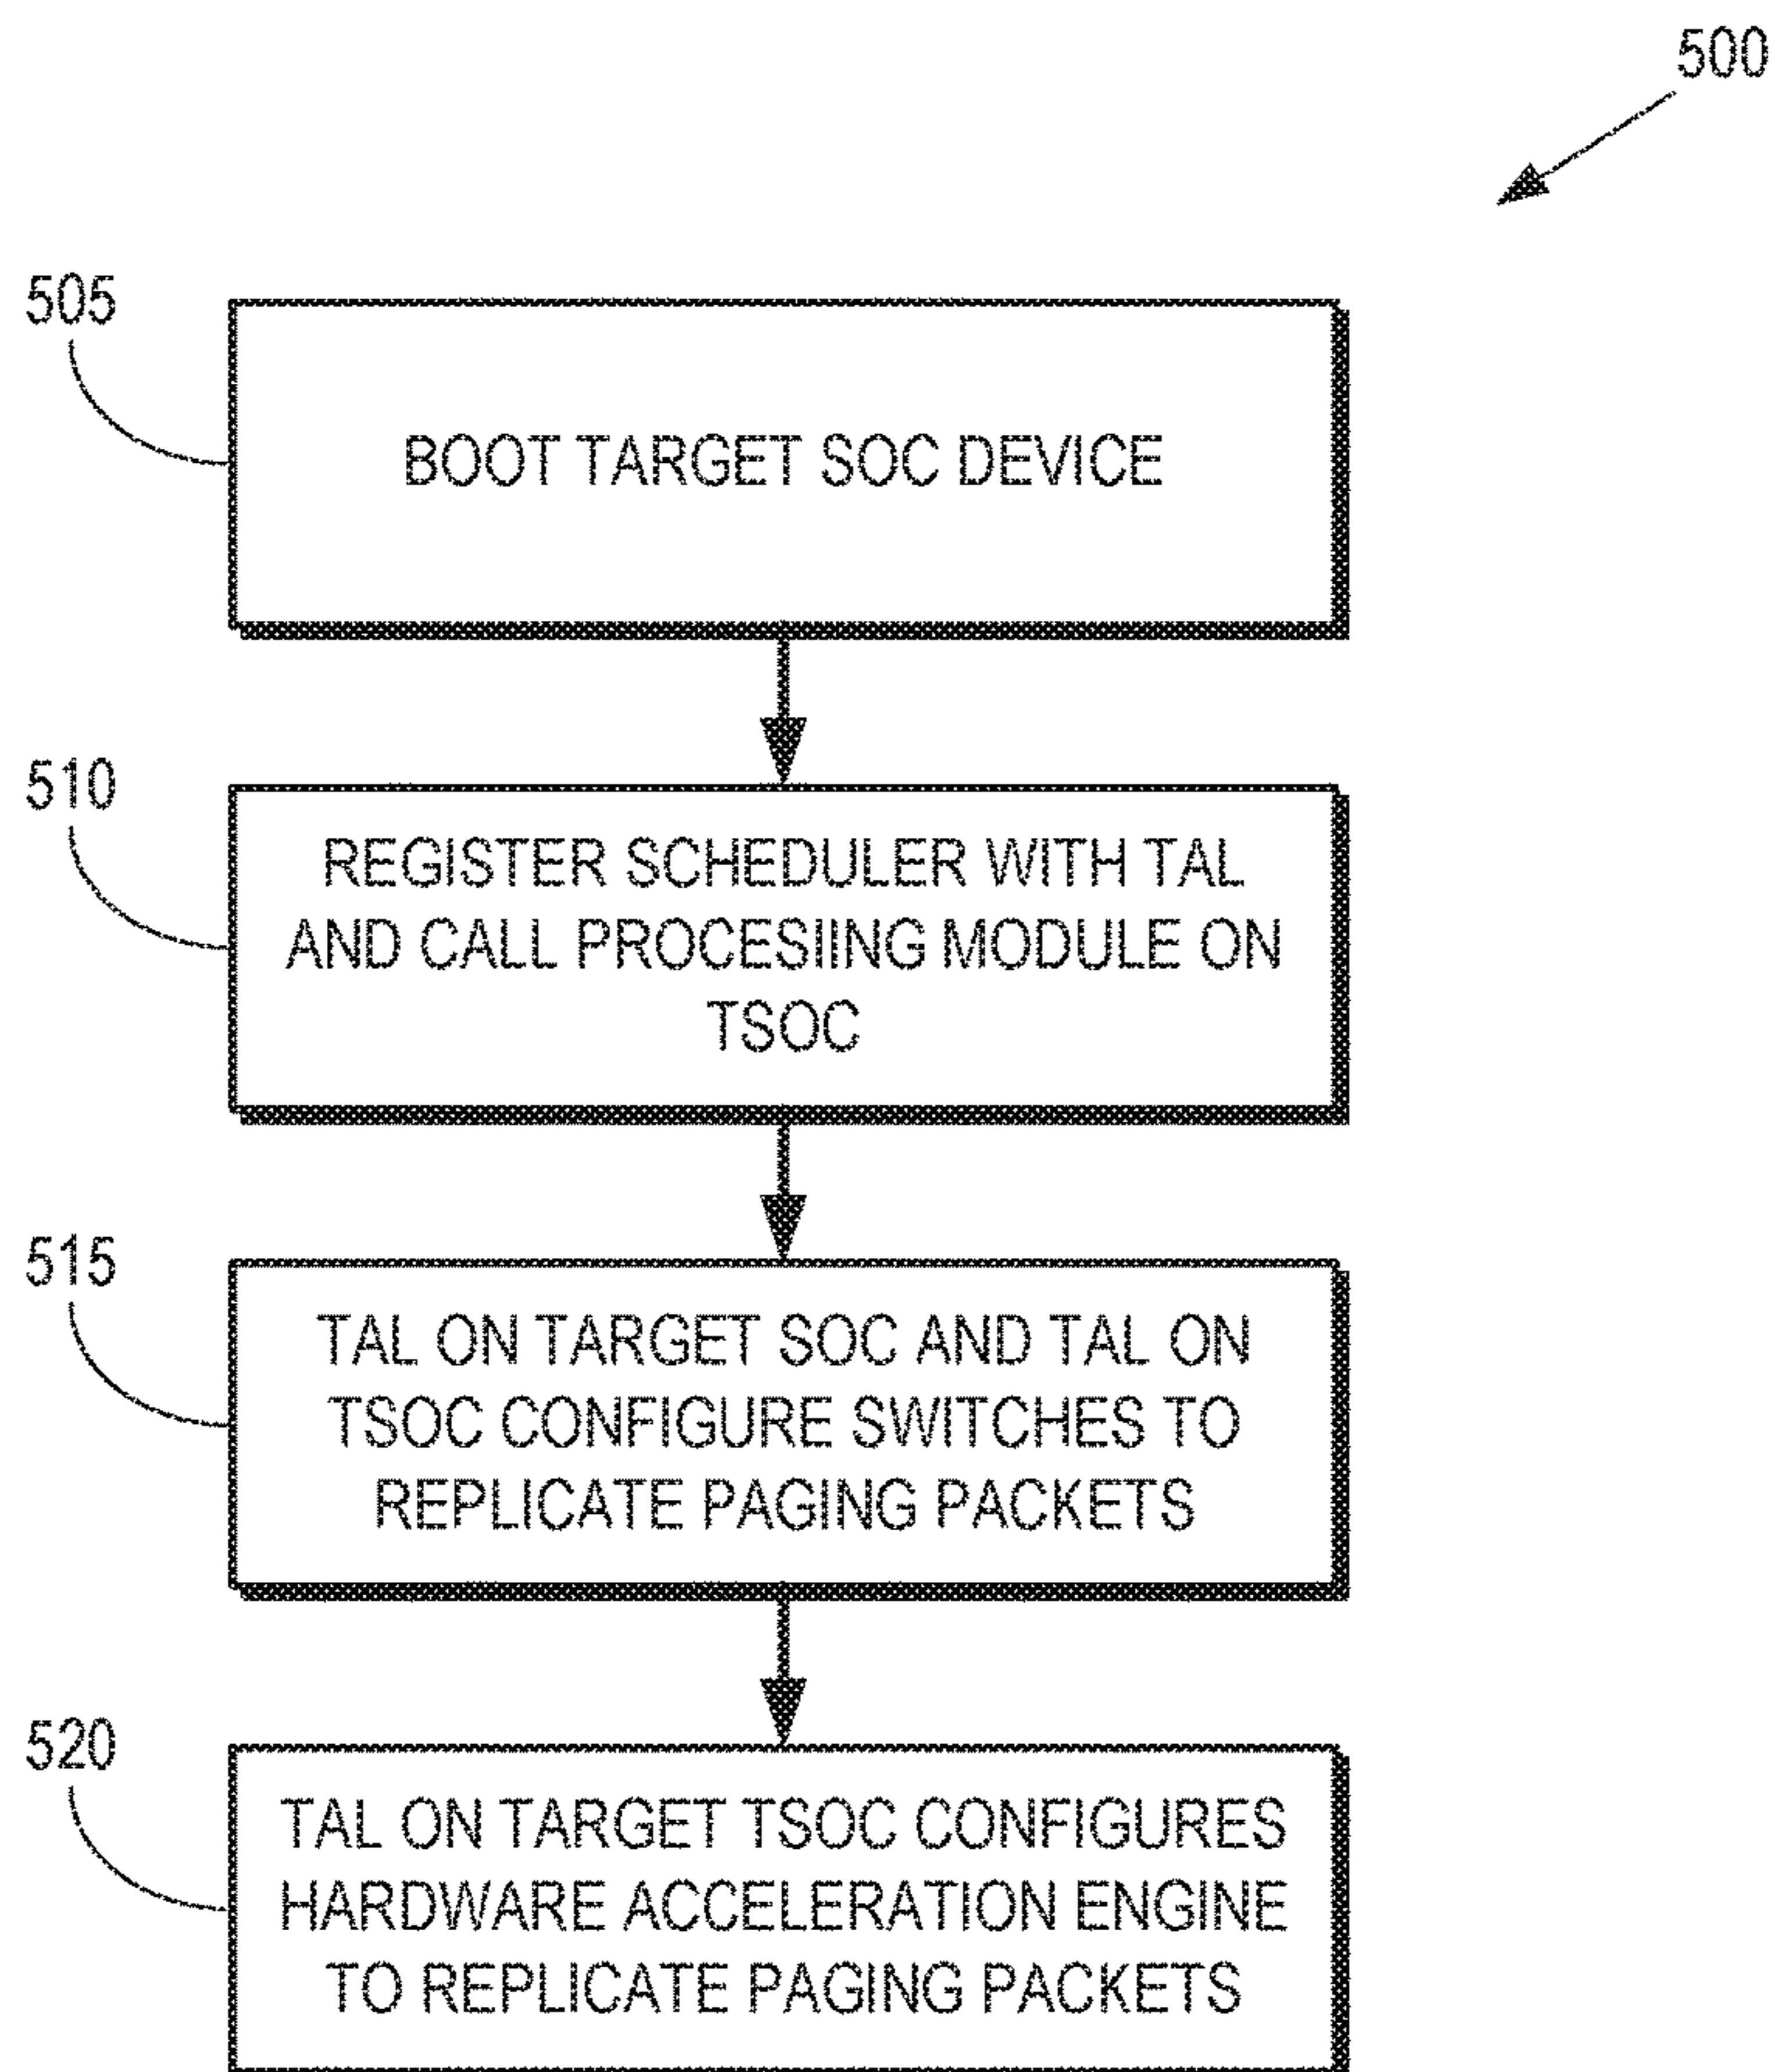 500
505
BOOT TARGET SOC DEVICE
510
REGISTER SCHEDULER WITH TAL
AND CALL PROCESIING MODULE ON
TSOC
515
TAL ON TARGET SOC AND TAL ON
TSOC CONFIGURE SWITCHES TO
REPLICATE PAGING PACKETS
520
TAL ON TARGET TSOC CONFIGURES
HARDWARE ACCELERATION ENGINE
TO REPLICATE PAGING PACKETS